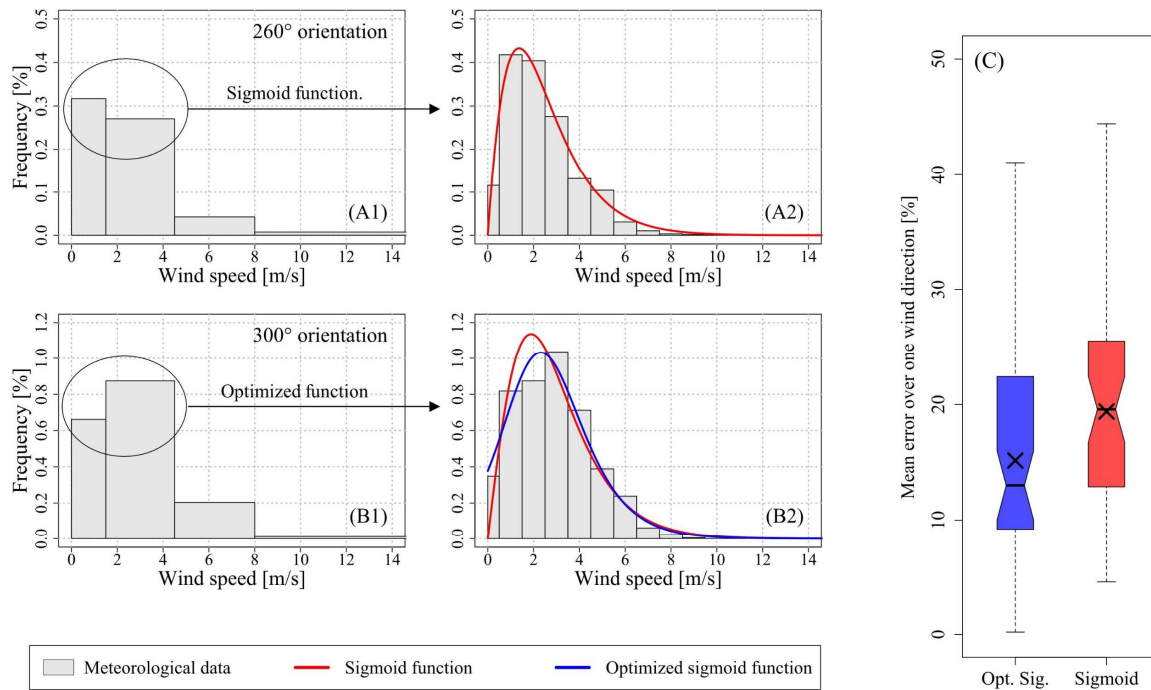 260° orientation
Sigmoid function.
(A1)
Frequency [%]
0.0 0.1 0.2 0.3 0.4 0.5
0 2 4 6 8 10 12 14
Wind speed [m/s]
(A2)
0.0 0.1 0.2 0.3 0.4 0.5
0 2 4 6 8 10 12 14
Wind speed [m/s]
300° orientation
Optimized function
(B1)
Frequency [%]
0.0 0.2 0.4 0.6 0.8 1.0 1.2
0 2 4 6 8 10 12 14
Wind speed [m/s]
(B2)
0.0 0.2 0.4 0.6 0.8 1.0 1.2
0 2 4 6 8 10 12 14
Wind speed [m/s]
Meteorological data
Sigmoid function
Optimized sigmoid function
(C)
Mean error over one wind direction [%]
0 10 20 30 40 50
Opt. Sig.
Sigmoid